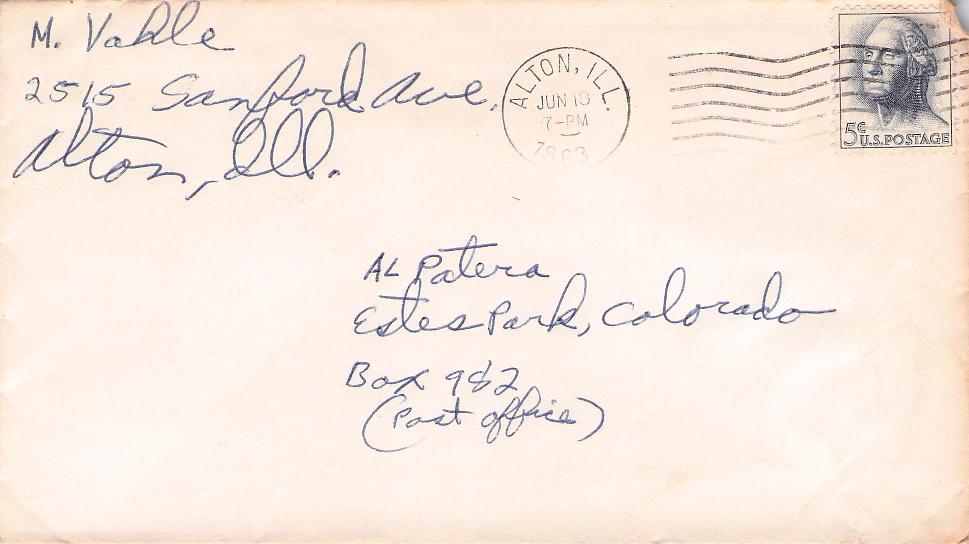 M. Vahle
2515 Sanford Ave.
Alton, Ill.
ALTON, ILL.
JUN 18
7-PM
1963
5¢ U.S. POSTAGE
AL Patera
Estes Park, Colorado
Box 982
(Post Office)